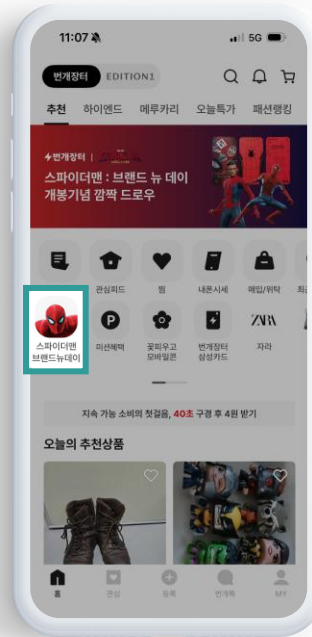 11:07
5G
번개장터 EDITION1
추천 하이엔드 메루카리 오늘특가 패션랭킹
번개장터 |
스파이더맨 : 브랜드 뉴 데이
개봉기념 깜짝 드로우
관심피드 찜 내폰시세 매입/위탁 최근
P ZARA
스파이더맨 미션혜택 꽃피우고 번개장터 자라
브랜드뉴데이 모바일콘 삼성카드
지속 가능 소비의 첫걸음, 40초 구경 후 4원 받기
오늘의 추천상품
홈 관심 등록 번개톡 MY